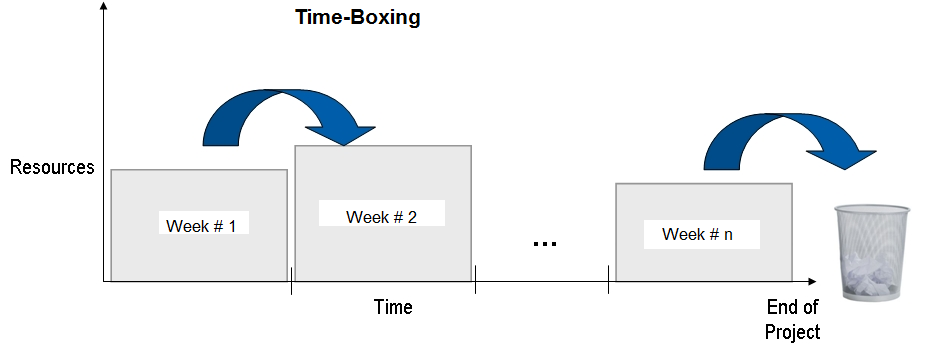 Time-Boxing
Resources
Week # 1
Week # 2
...
Week # n
Time
End of
Project